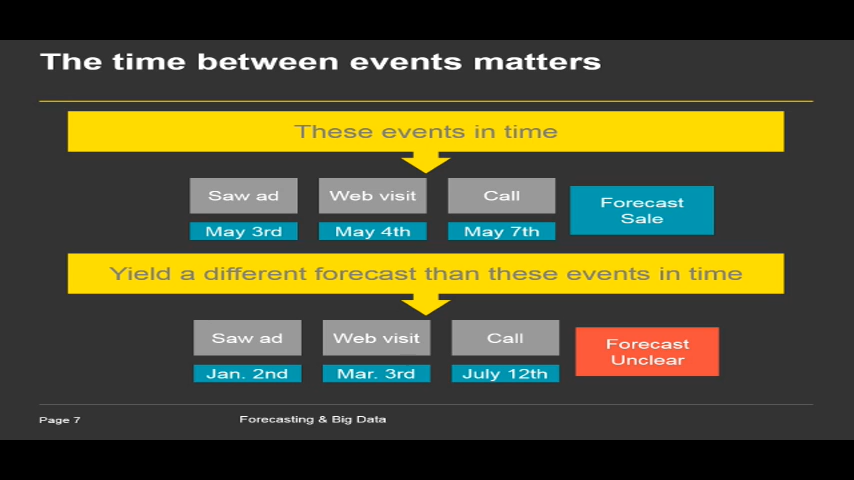 The time between events matters
These events in time
Saw ad
Web visit
Call
May 3rd
May 4th
May 7th
Forecast
Sale
Yield a different forecast than these events in time
Saw ad
Web visit
Call
Jan. 2nd
Mar. 3rd
July 12th
Forecast
Unclear
Page 7
Forecasting & Big Data